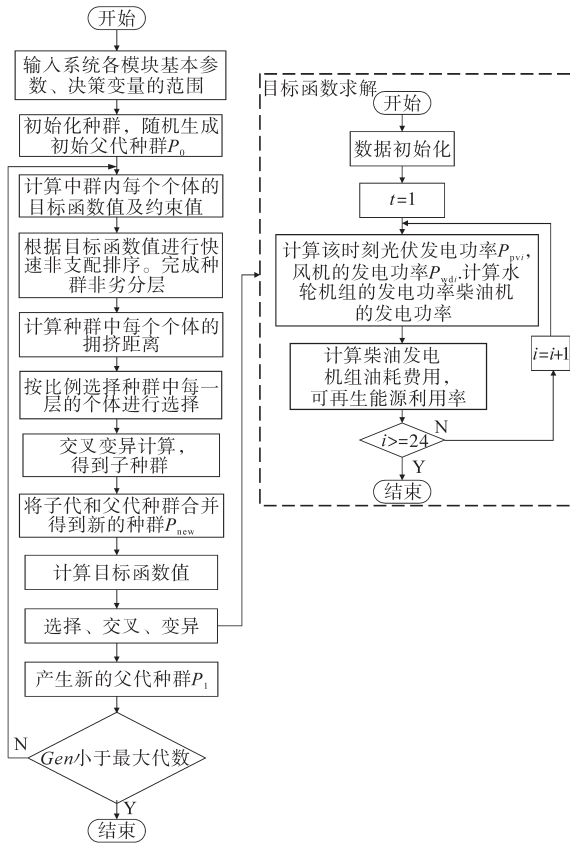 开始
输入系统各模块基本参
数、决策变量的范围
初始化种群，随机生成
初始父代种群P0
计算中群内每个个体的
目标函数值及约束值
根据目标函数值进行快
速非支配排序。完成种
群非劣分层
计算种群中每个个体的
拥挤距离
按比例选择种群中每一
层的个体进行选择
交叉变异计算，
得到子种群
将子代和父代种群合并
得到新的种群Pnew
计算目标函数值
选择、交叉、变异
产生新的父代种群P1
Gen小于最大代数
N
Y
结束
目标函数求解
开始
数据初始化
t=1
计算该时刻光伏发电功率Ppvi,
风机的发电功率Pwdi.计算水
轮机组的发电功率柴油机
的发电功率
计算柴油发电
机组油耗费用，
可再生能源利用率
i=i+1
i>=24
N
Y
结束